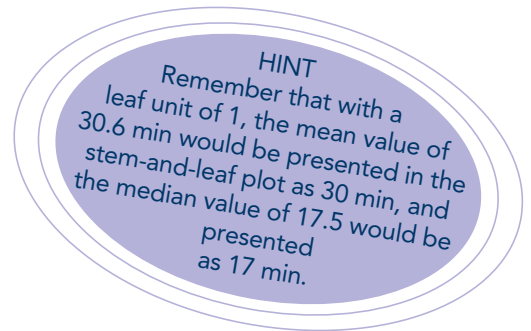 HINT
Remember that with a
leaf unit of 1, the mean value of
30.6 min would be presented in the
stem-and-leaf plot as 30 min, and
the median value of 17.5 would be
presented
as 17 min.